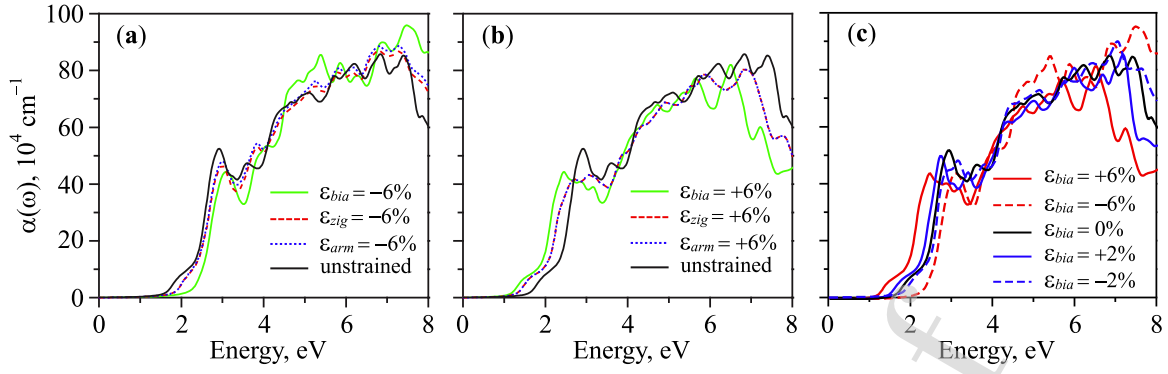 (a)
(b)
(c)
α(ω), 10⁴ cm⁻¹
100
80
60
40
20
0
ε_bia = −6%
ε_zig = −6%
ε_arm = −6%
unstrained
ε_bia = +6%
ε_zig = +6%
ε_arm = +6%
unstrained
ε_bia = +6%
ε_bia = −6%
ε_bia = 0%
ε_bia = +2%
ε_bia = −2%
0 2 4 6 8
0 2 4 6 8
0 2 4 6 8
Energy, eV
Energy, eV
Energy, eV